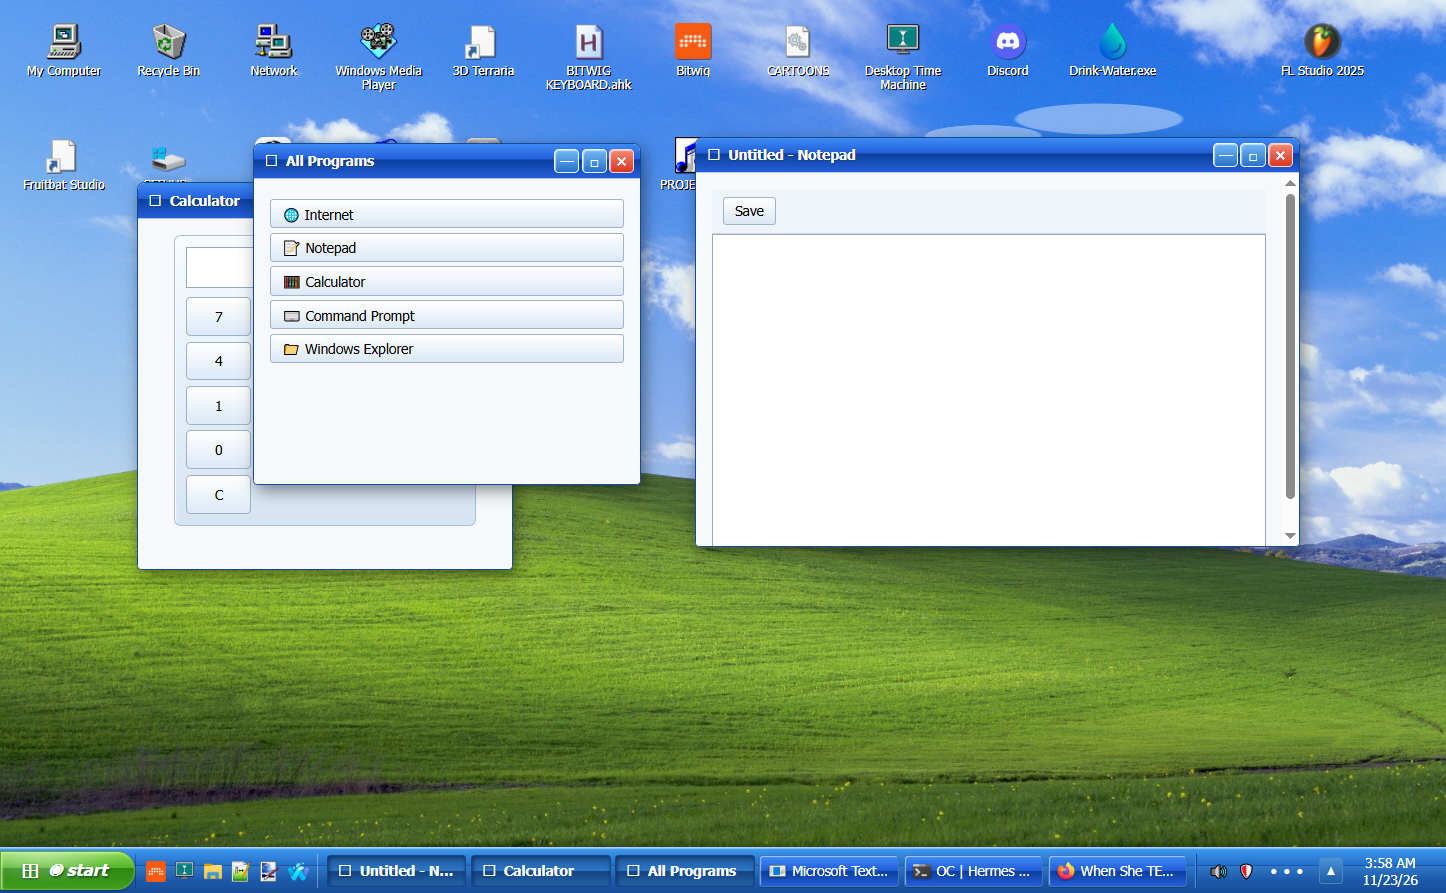 My Computer
Recycle Bin
Network
Windows Media
Player
3D Terraria
BITWIG
KEYBOARD.ahk
Bitwig
CARTOONS
Desktop Time
Machine
Discord
Drink-Water.exe
FL Studio 2025
Fruitbat Studio
All Programs
Internet
Notepad
Calculator
Command Prompt
Windows Explorer
Calculator
7
4
1
0
C
Untitled - Notepad
Save
start
Untitled - N...
Calculator
All Programs
Microsoft Text...
OC | Hermes ...
When She TE...
3:58 AM
11/23/26